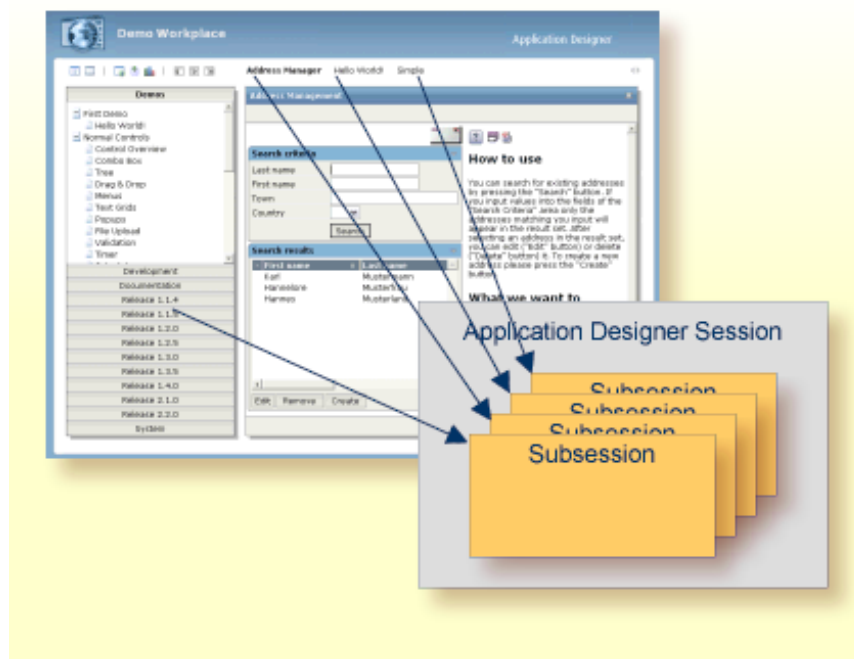 Demo Workplace
Application Designer
Address Manager Hello World! Simple
Demos
First Demo
Hello World!
Normal Controls
Control Overview
Combo Box
Tree
Drag & Drop
Menus
Text Grids
Popups
File Upload
Validation
Timer
Development
Documentation
Release 1.1.4
Release 1.1.5
Release 1.2.0
Release 1.2.5
Release 1.3.0
Release 1.3.5
Release 1.4.0
Release 2.1.0
Release 2.2.0
System
Address Management
Search criteria
Last name
First name
Town
Country
Search
Search results
First name Last name
Karl Mustermann
Hannelore Musterfrau
Hannes Musterland
Edit Remove Create
How to use
You can search for existing addresses
by pressing the "Search" button. If
you input values into the fields of the
"Search Criteria" area only the
addresses matching you input will
appear in the result set. After
selecting an address in the result set,
you can edit ("Edit" button) or delete
("Delete" button) it. To create a new
address please press the "Create"
button.
What we want to
Application Designer Session
Subsession
Subsession
Subsession
Subsession